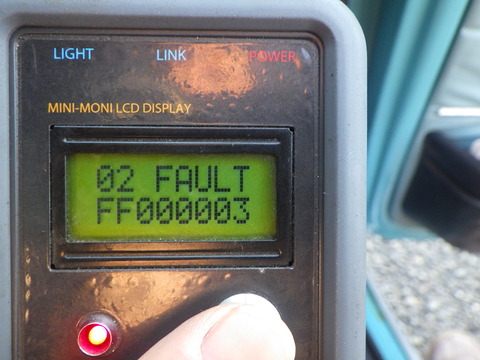 LIGHT LINK POWER
MINI-MONI LCD DISPLAY
02 FAULT
FF000003